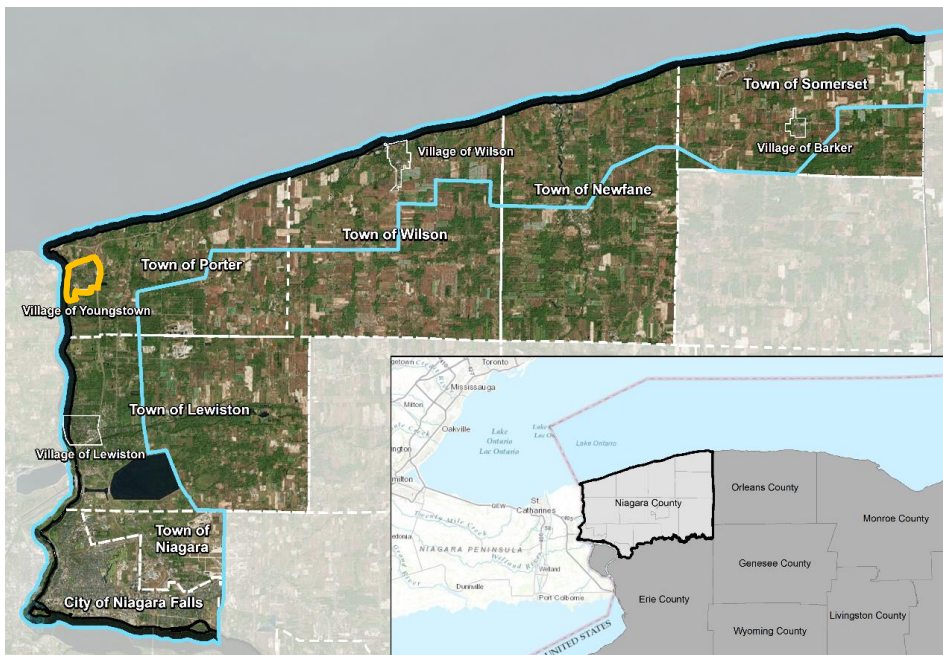 Town of Somerset
Village of Wilson
Village of Barker
Town of Newfane
Town of Wilson
Town of Porter
Village of Youngstown
Town of Lewiston
Village of Lewiston
Town of
Niagara
City of Niagara Falls
Toronto
Mississauga
Milton
Oakville
Lake
Ontario
Lac Ontario
Lake Ontario
St.
Catharines
QEW
Niagara County
Orleans County
Monroe County
NIAGARA PENINSULA
Welland
Genesee County
Dunnville
Port Colborne
Erie County
Livingston County
Wyoming County
UNITED STATES